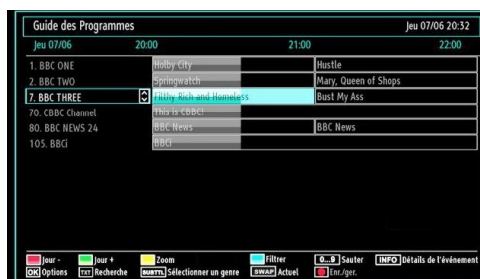 Guide des Programmes Jeu 07/06 20:32
Jeu 07/06 20:00 21:00 22:00
1. BBC ONE Holby City Hustle
2. BBC TWO Springwatch Mary, Queen of Shops
7. BBC THREE Filthy Rich and Homeless Bust My Ass
70. CBBC Channel This is CBBC!
80. BBC NEWS 24 BBC News BBC News
105. BBCi BBCi
Jour - Jour + Zoom Filtrer 0...9 Sauter INFO Détails de l'événement
OK Options TXT Recherche SUBTTL Sélectionner un genre SWAP Actuel Enr./ger.